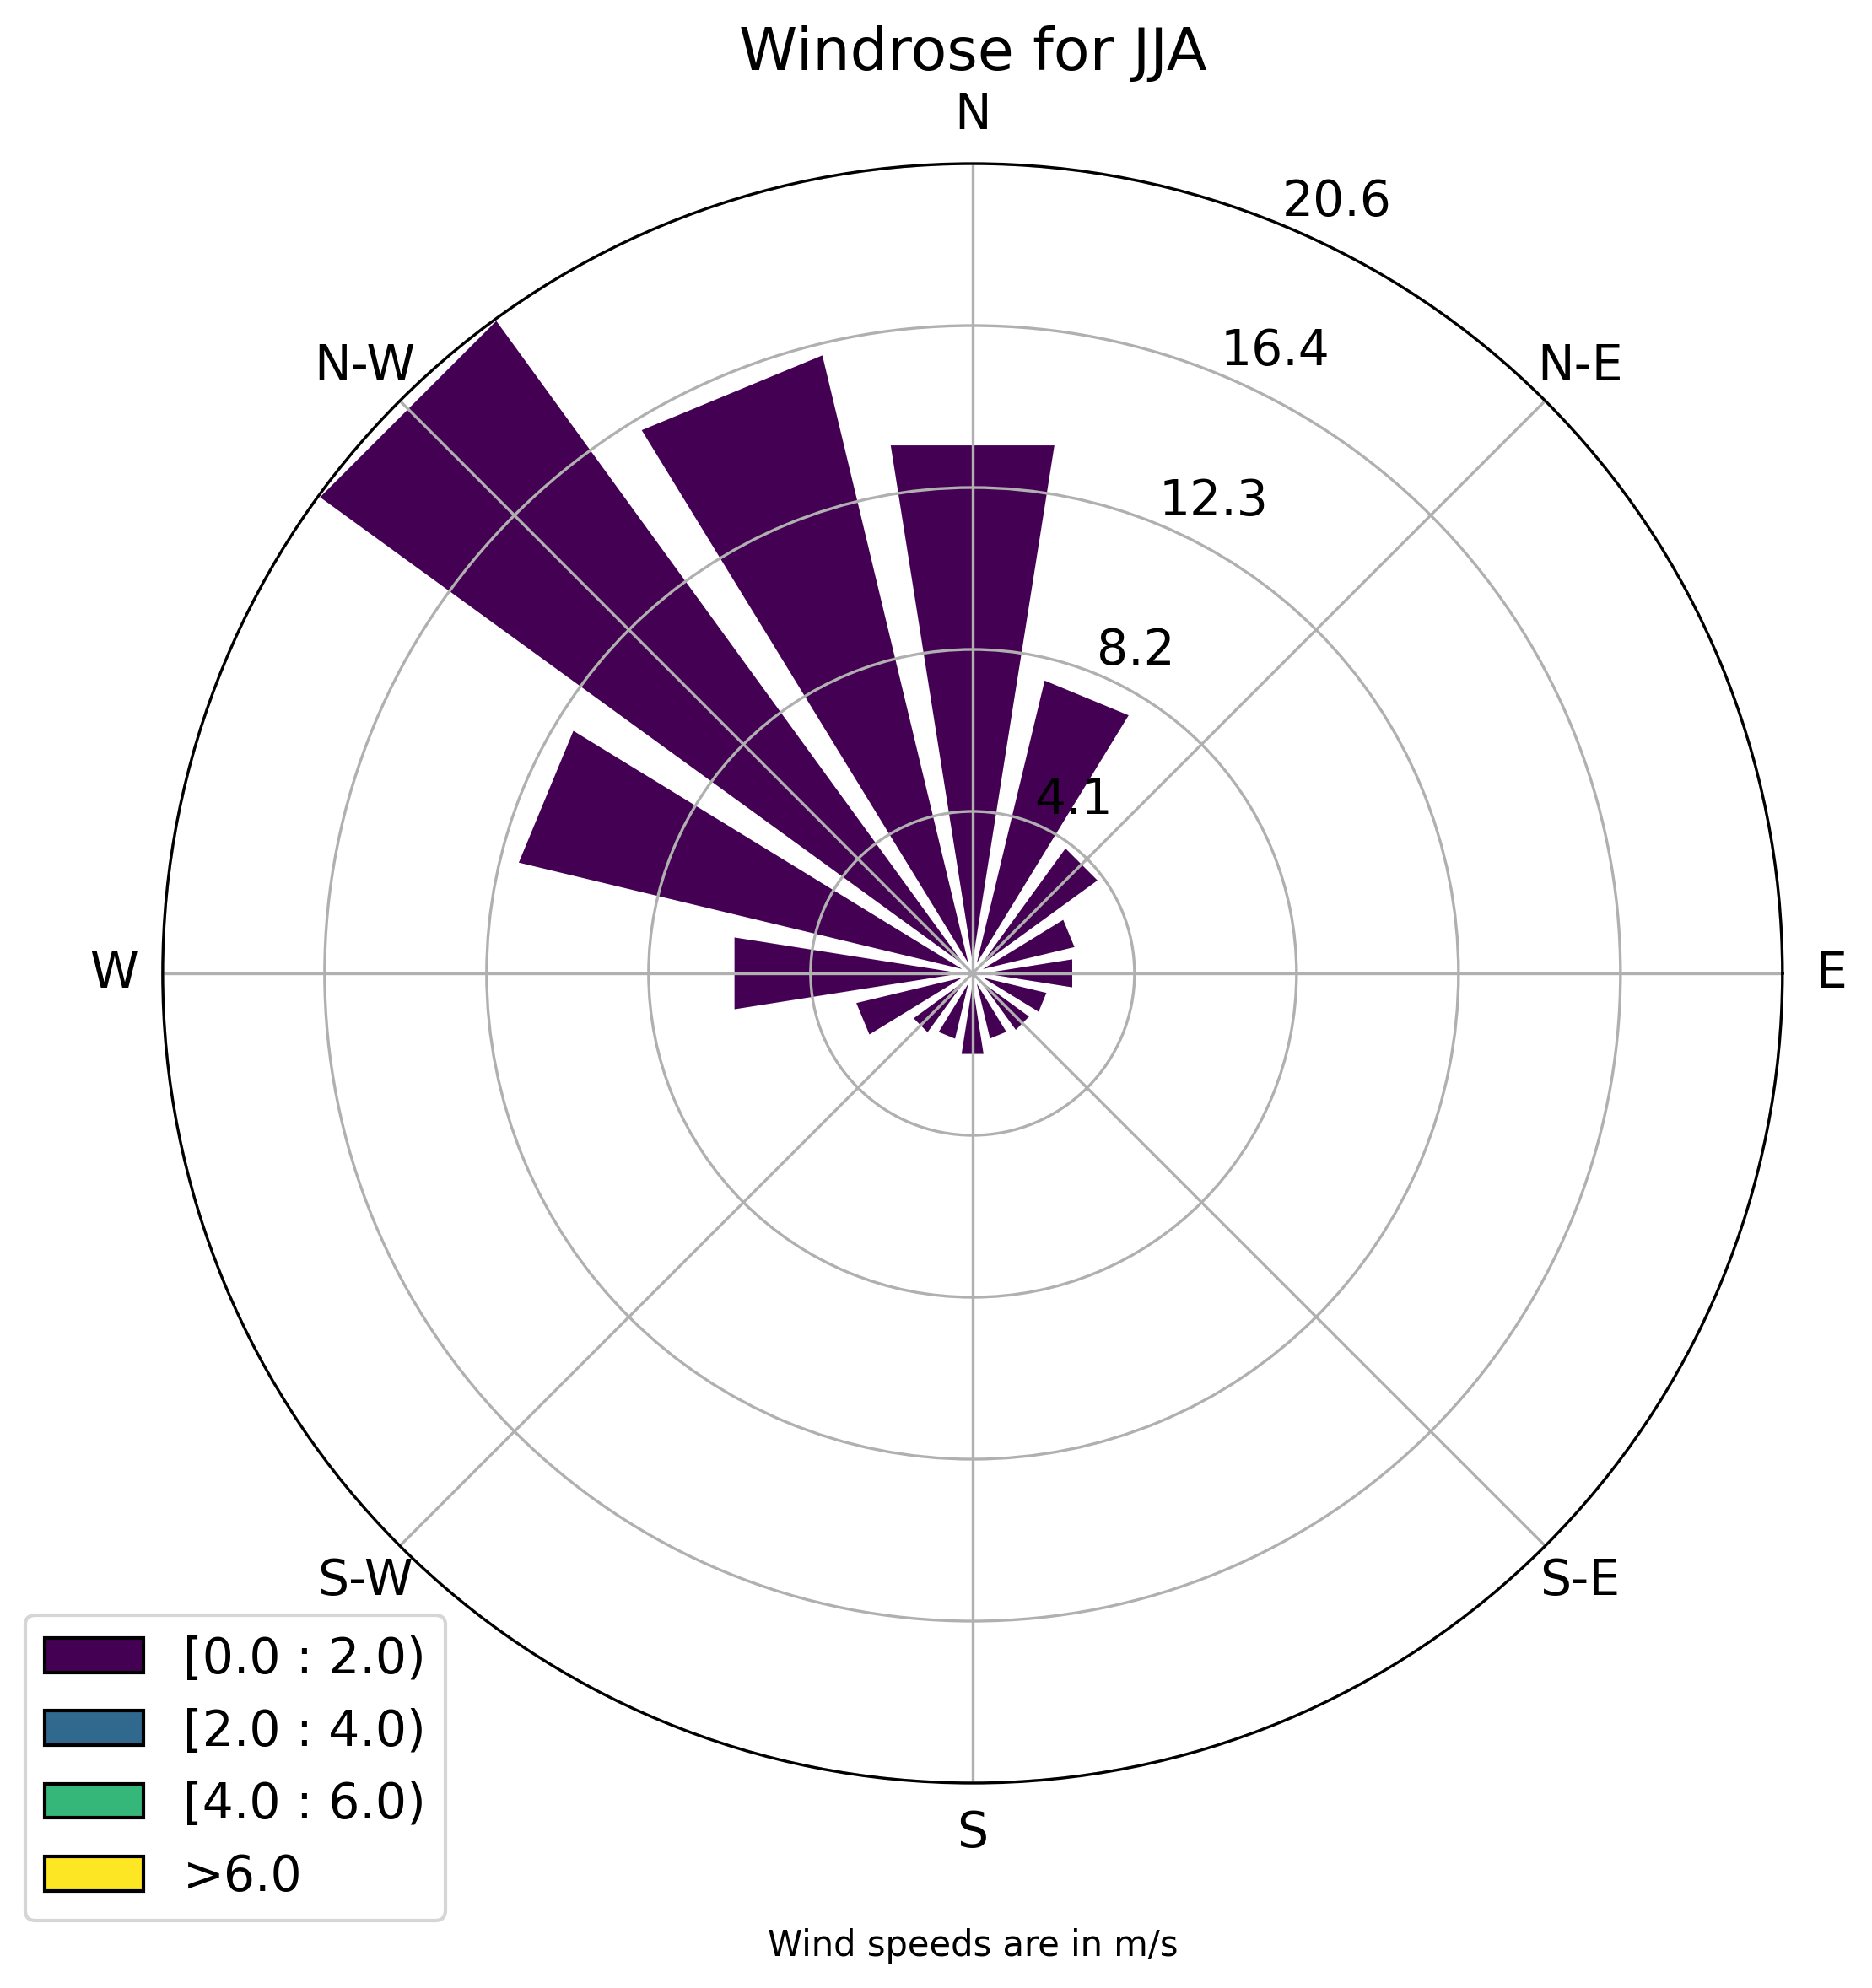 Windrose for JJA
N
20.6
N-W
16.4
N-E
12.3
8.2
4.1
W
E
S-W
S-E
[0.0 : 2.0)
[2.0 : 4.0)
[4.0 : 6.0)
>6.0
S
Wind speeds are in m/s